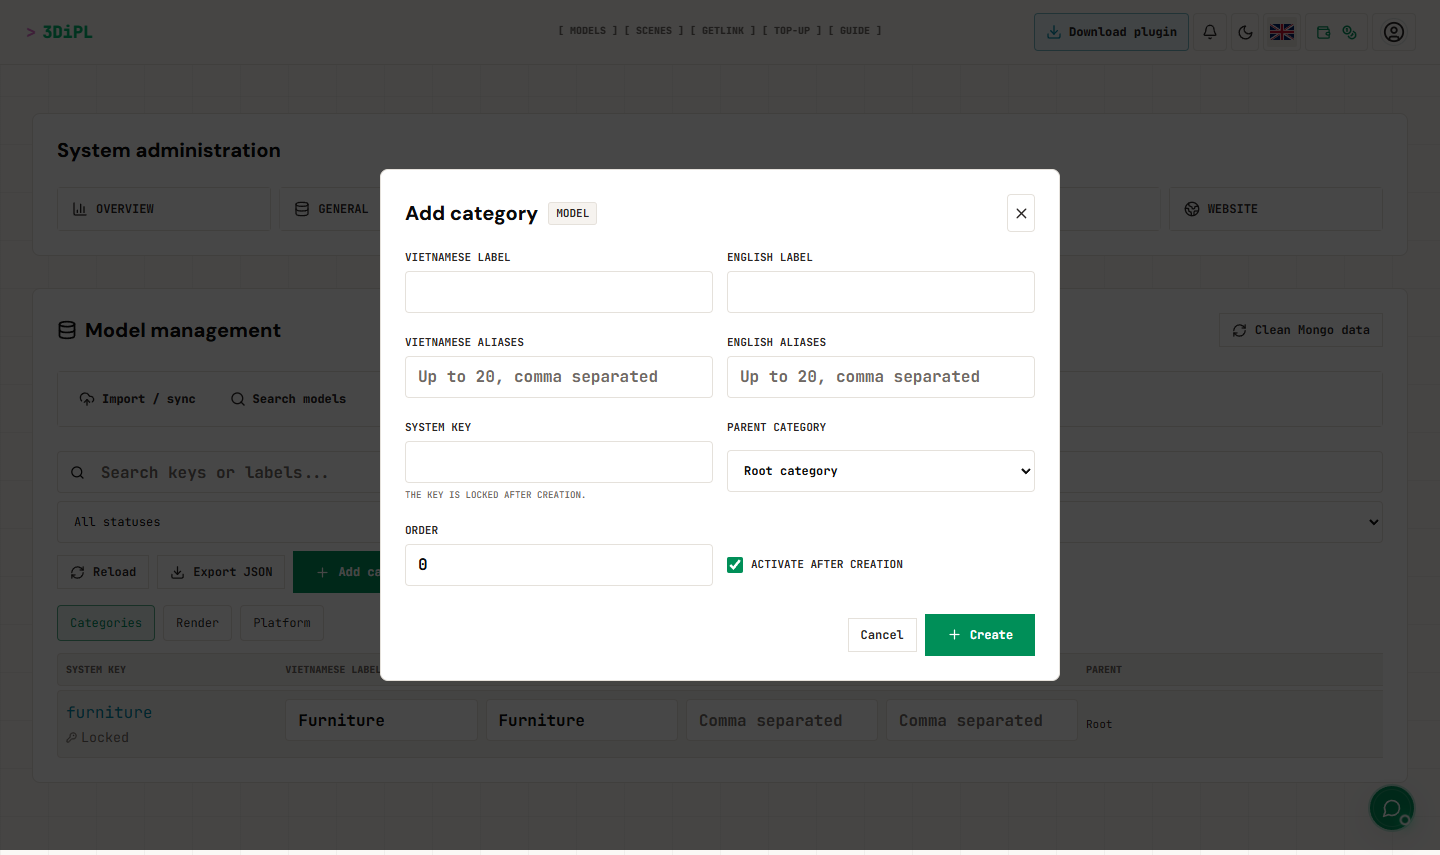 > 3DiPL
[ MODELS ] [ SCENES ] [ GETLINK ] [ TOP-UP ] [ GUIDE ]
Download plugin
System administration
OVERVIEW
GENERAL
WEBSITE
Model management
Clean Mongo data
Import / sync
Search models
Search keys or labels...
All statuses
Reload
Export JSON
+ Add ca
Categories
Render
Platform
SYSTEM KEY
VIETNAMESE LABEL
PARENT
furniture
Locked
Furniture
Furniture
Comma separated
Comma separated
Root
Add category
MODEL
VIETNAMESE LABEL
ENGLISH LABEL
VIETNAMESE ALIASES
ENGLISH ALIASES
Up to 20, comma separated
Up to 20, comma separated
SYSTEM KEY
PARENT CATEGORY
Root category
THE KEY IS LOCKED AFTER CREATION.
ORDER
0
ACTIVATE AFTER CREATION
Cancel
+ Create